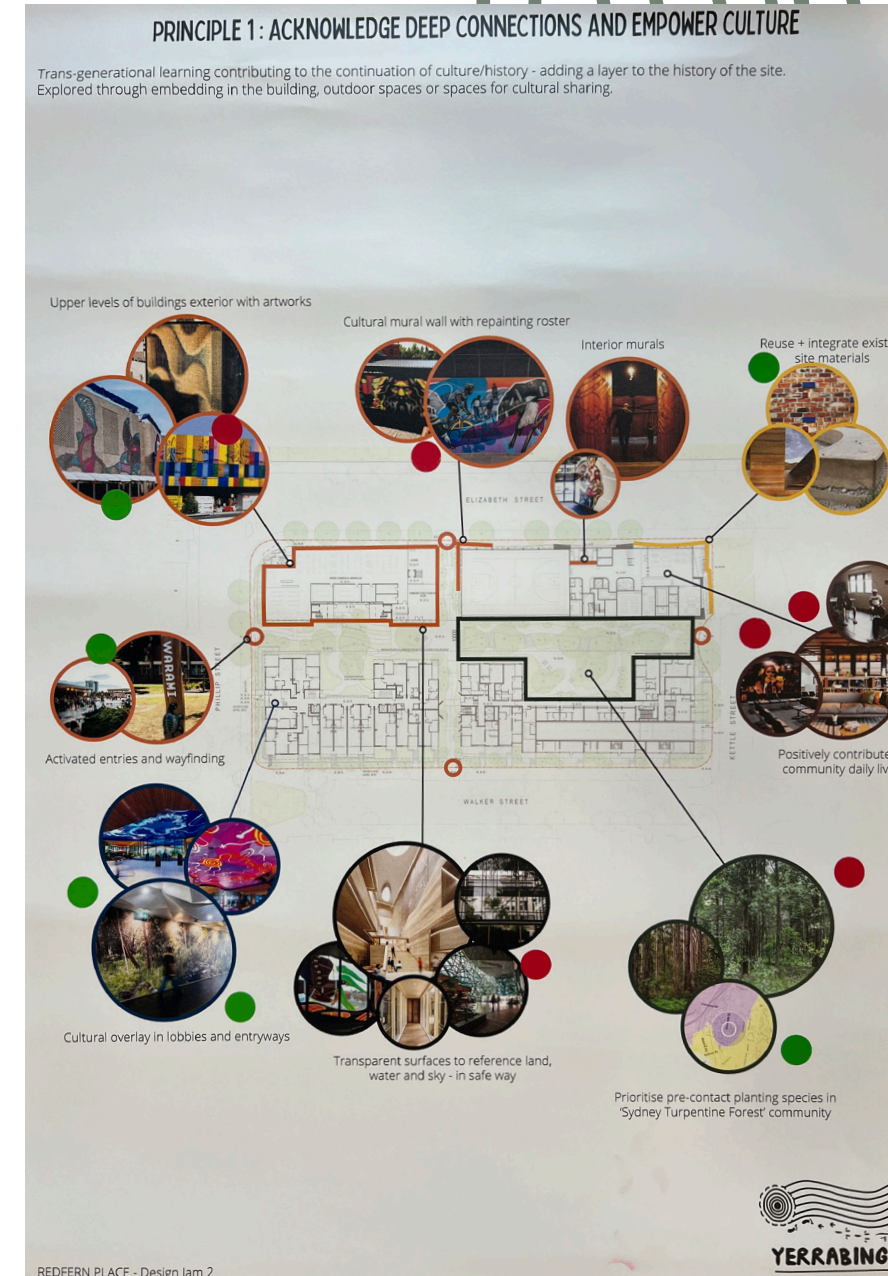 PRINCIPLE 1 : ACKNOWLEDGE DEEP CONNECTIONS AND EMPOWER CULTURE
Trans-generational learning contributing to the continuation of culture/history - adding a layer to the history of the site.
Explored through embedding in the building, outdoor spaces or spaces for cultural sharing.
Upper levels of buildings exterior with artworks
Cultural mural wall with repainting roster
Interior murals
Reuse + integrate exist
site materials
ELIZABETH STREET
WARANE
PHILLIP STREET
KETTLE STREET
Activated entries and wayfinding
Positively contribute
community daily liv
WALKER STREET
Cultural overlay in lobbies and entryways
Transparent surfaces to reference land,
water and sky - in safe way
Prioritise pre-contact planting species in
'Sydney Turpentine Forest' community
YERRABING
REDFERN PLACE - Design Jam 2